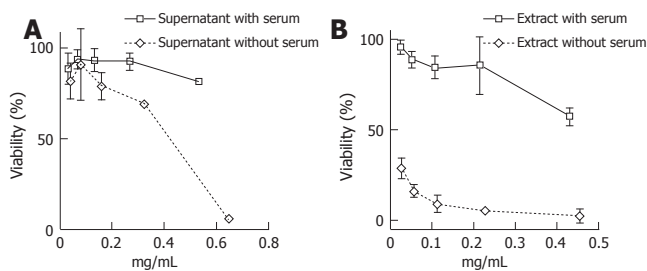 A
Supernatant with serum
Supernatant without serum
100
50
0
Viability (%)
0 0.2 0.4 0.6 0.8
mg/mL
B
Extract with serum
Extract without serum
100
50
0
Viability (%)
0 0.1 0.2 0.3 0.4 0.5
mg/mL